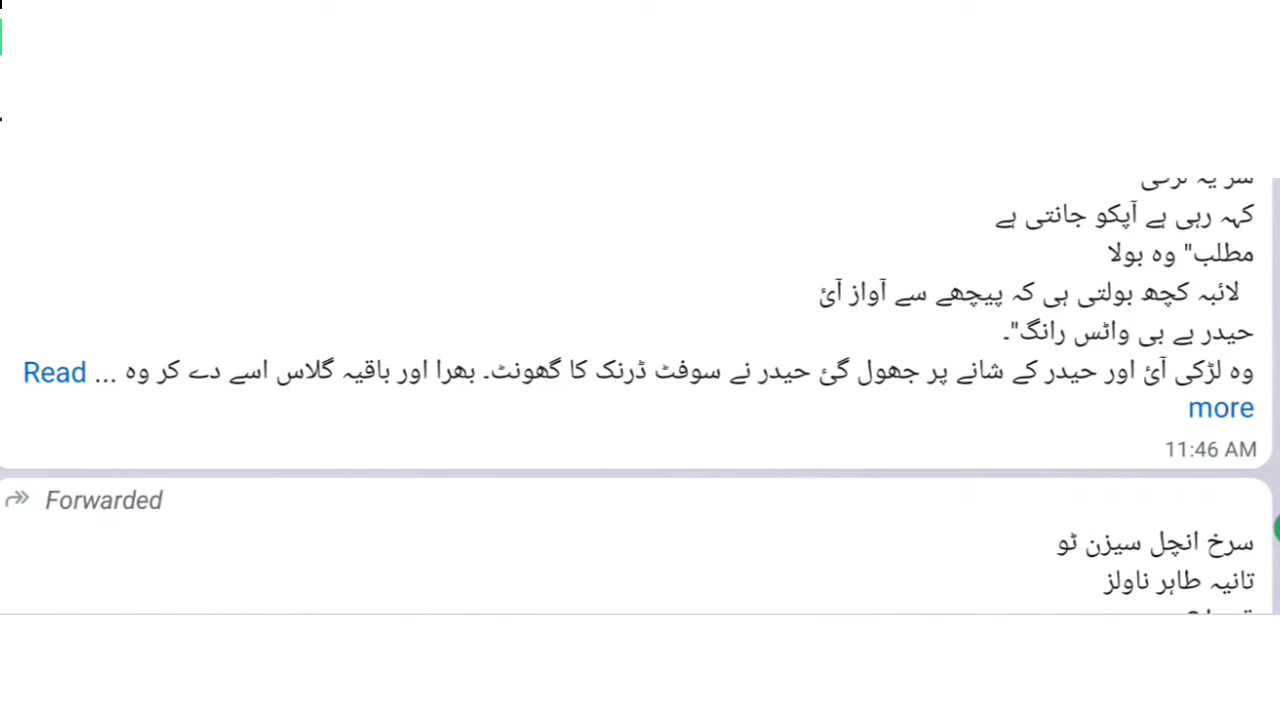 کہہ رہی ہے آپکو جانتی ہے
مطلب" وہ بولا
لائبہ کچھ بولتی ہی کہ پیچھے سے آواز آئ
حیدر بے بی واٹس رانگ"۔
وہ لڑکی آئ اور حیدر کے شانے پر جھول گئ حیدر نے سوفٹ ڈرنک کا گھونٹ۔ بھرا اور باقیہ گلاس اسے دے کر وہ ... Read
more
11:46 AM
Forwarded
سرخ انچل سیزن ٹو
تانیہ طاہر ناولز